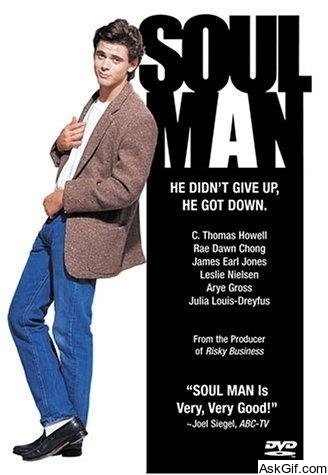 SOUL
MAN
HE DIDN'T GIVE UP,
HE GOT DOWN.
C. Thomas Howell
Rae Dawn Chong
James Earl Jones
Leslie Nielsen
Arye Gross
Julia Louis-Dreyfus
From the Producer
of Risky Business
“SOUL MAN Is
Very, Very Good!”
~Joel Siegel, ABC-TV
DVD
AskGif.com